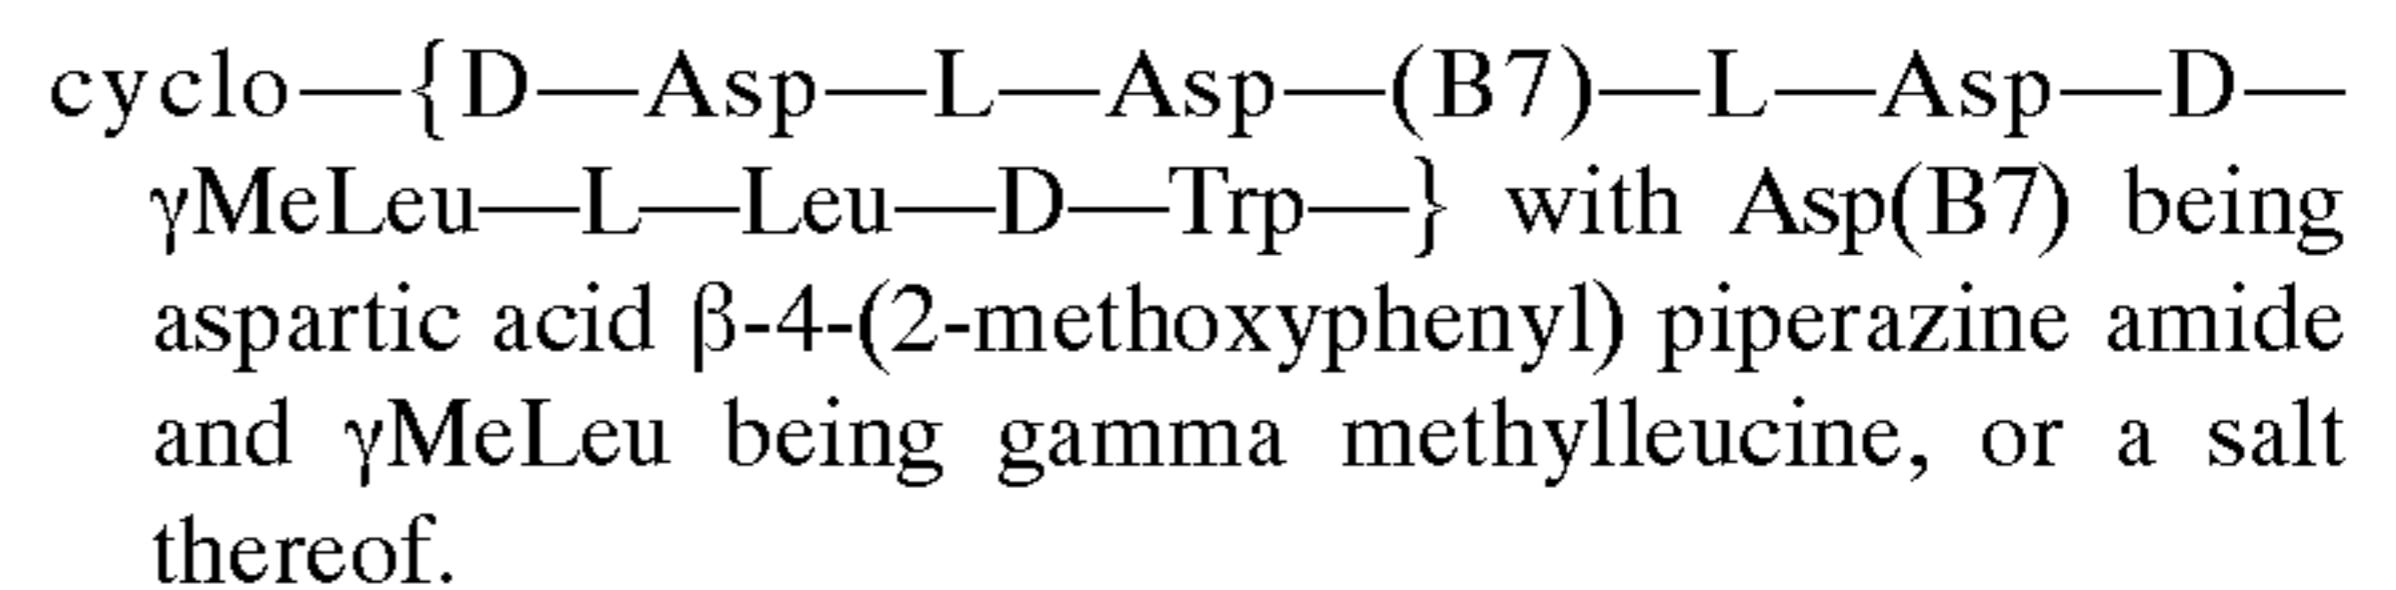 cyclo—{D—Asp—L—Asp—(B7)—L—Asp—D—
γMeLeu—L—Leu—D—Trp—} with Asp(B7) being
aspartic acid β-4-(2-methoxyphenyl) piperazine amide
and γMeLeu being gamma methylleucine, or a salt
thereof.